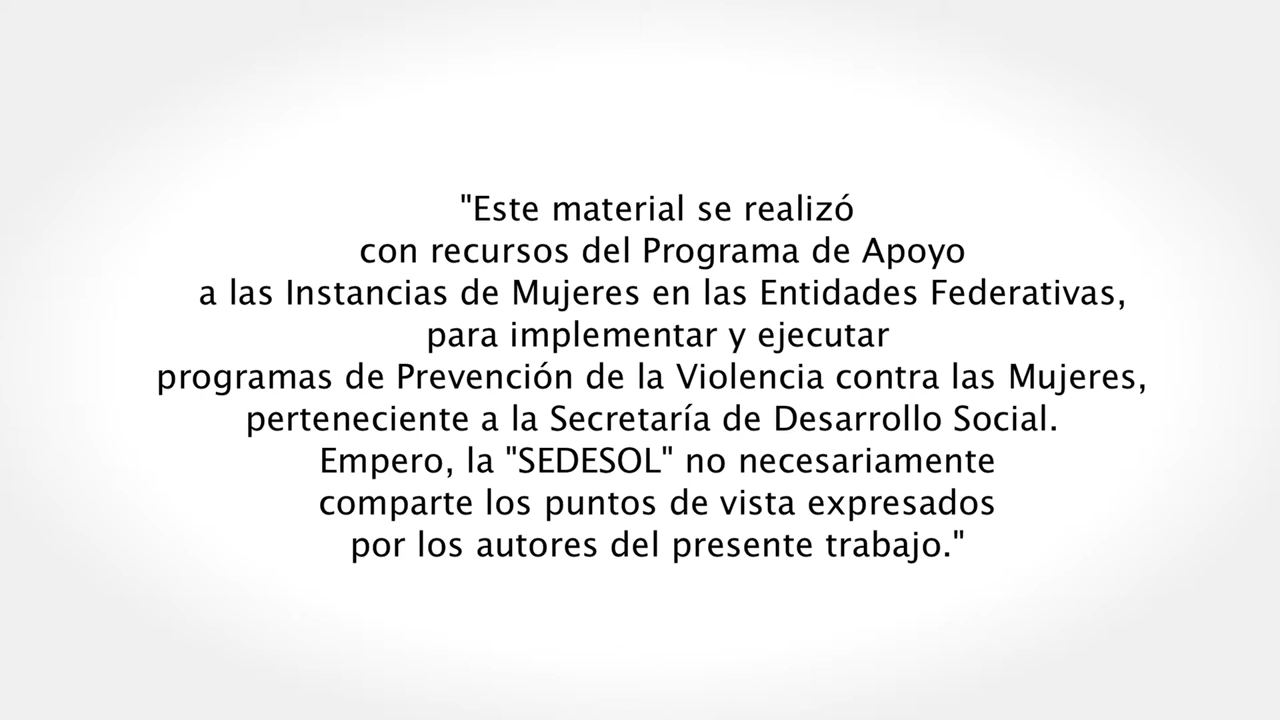 "Este material se realizó
con recursos del Programa de Apoyo
a las Instancias de Mujeres en las Entidades Federativas,
para implementar y ejecutar
programas de Prevención de la Violencia contra las Mujeres,
perteneciente a la Secretaría de Desarrollo Social.
Empero, la "SEDESOL" no necesariamente
comparte los puntos de vista expresados
por los autores del presente trabajo."